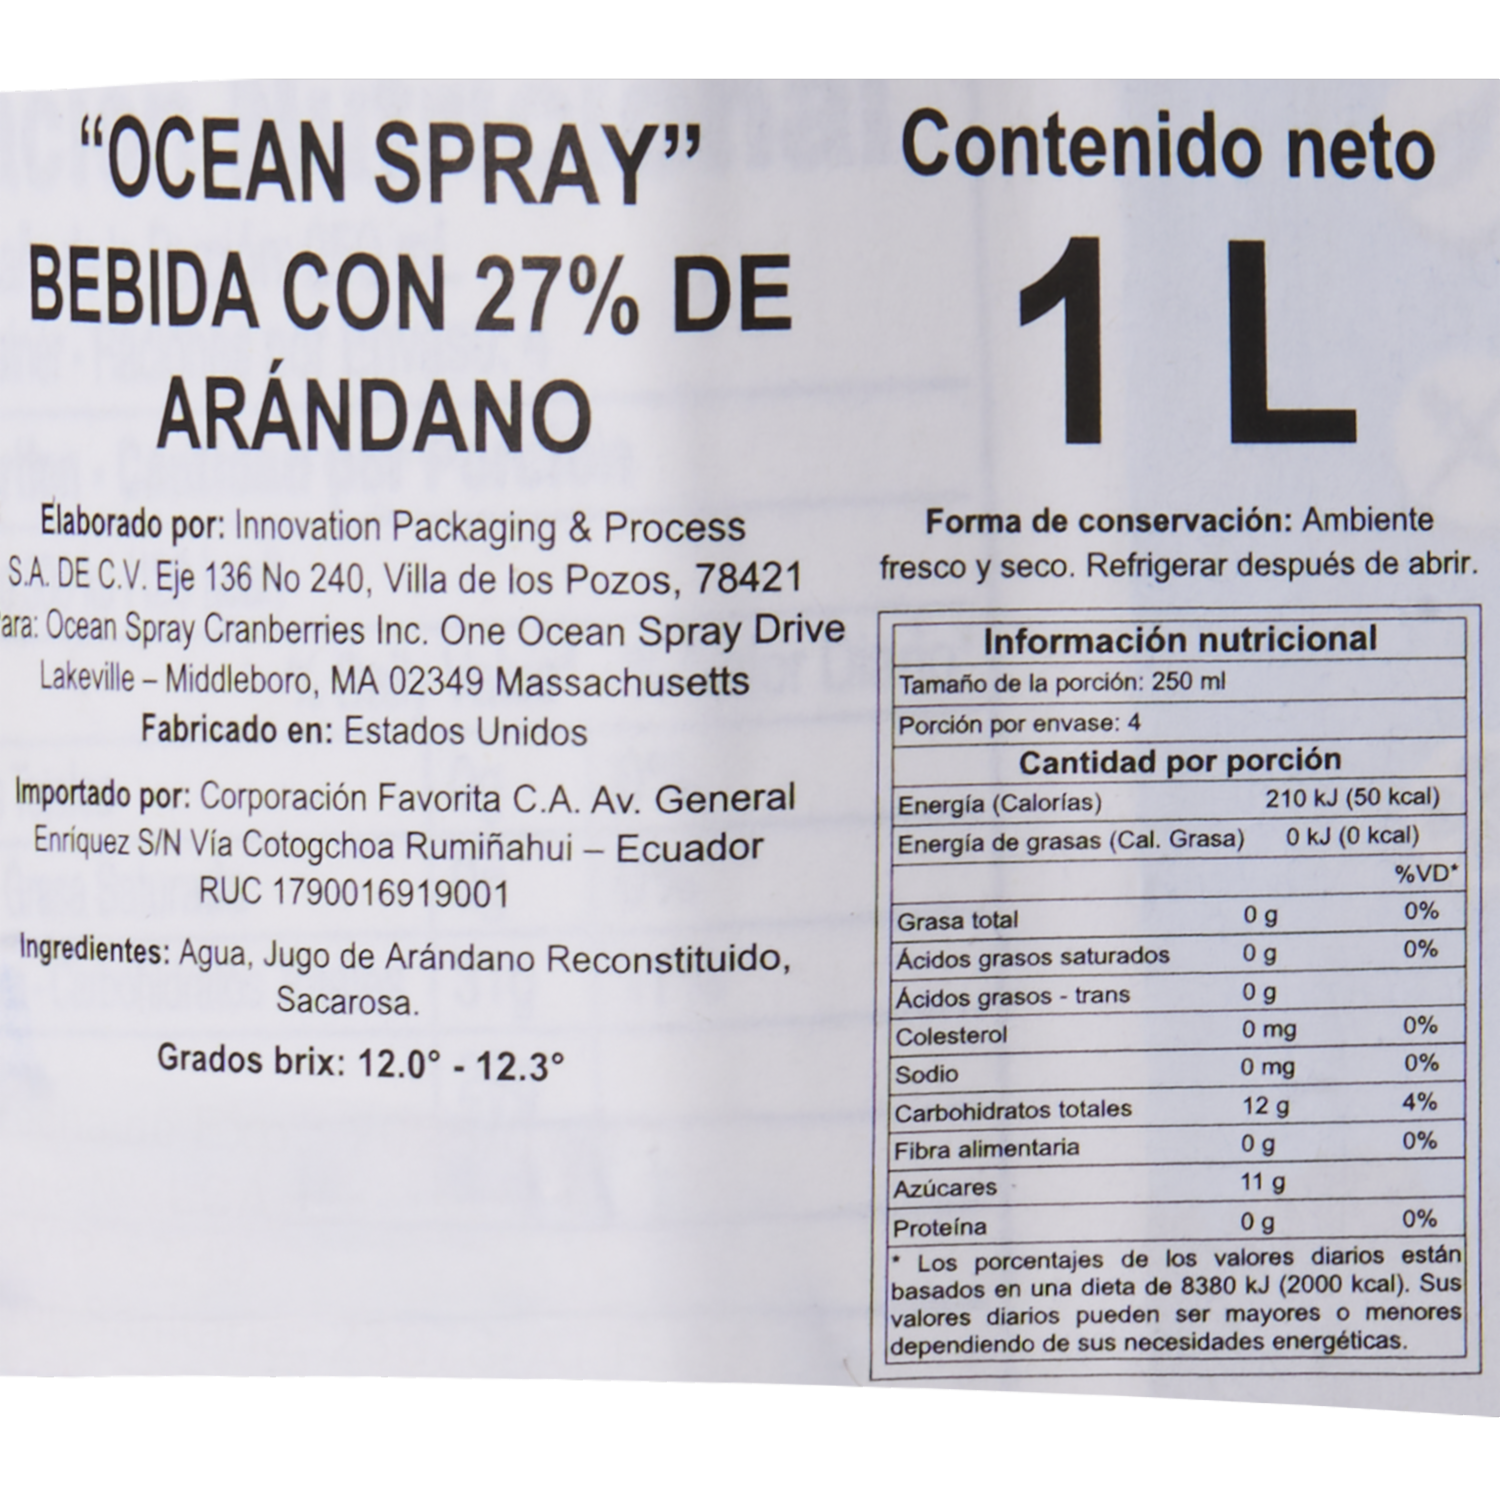 “OCEAN SPRAY”
BEBIDA CON 27% DE
ARÁNDANO
Elaborado por: Innovation Packaging & Process
S.A. DE C.V. Eje 136 No 240, Villa de los Pozos, 78421
ara: Ocean Spray Cranberries Inc. One Ocean Spray Drive
Lakeville – Middleboro, MA 02349 Massachusetts
Fabricado en: Estados Unidos
Importado por: Corporación Favorita C.A. Av. General
Enríquez S/N Vía Cotogchoa Rumiñahui – Ecuador
RUC 1790016919001
Ingredientes: Agua, Jugo de Arándano Reconstituido,
Sacarosa.
Grados brix: 12.0° - 12.3°
Contenido neto
1 L
Forma de conservación: Ambiente
fresco y seco. Refrigerar después de abrir.
Información nutricional
Tamaño de la porción: 250 ml
Porción por envase: 4
Cantidad por porción
Energía (Calorías) 210 kJ (50 kcal)
Energía de grasas (Cal. Grasa) 0 kJ (0 kcal)
%VD*
Grasa total 0 g 0%
Ácidos grasos saturados 0 g 0%
Ácidos grasos - trans 0 g
Colesterol 0 mg 0%
Sodio 0 mg 0%
Carbohidratos totales 12 g 4%
Fibra alimentaria 0 g 0%
Azúcares 11 g
Proteína 0 g 0%
* Los porcentajes de los valores diarios están
basados en una dieta de 8380 kJ (2000 kcal). Sus
valores diarios pueden ser mayores o menores
dependiendo de sus necesidades energéticas.